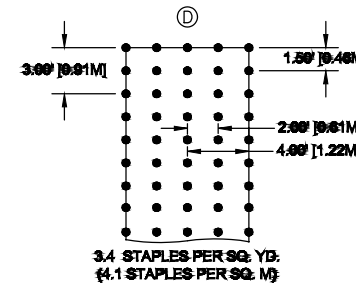 D
3.00' [0.91M]
1.50' [0.46M]
2.00' [0.61M]
4.00' [1.22M
3.4 STAPLES PER SQ. YD.
(4.1 STAPLES PER SQ. M)